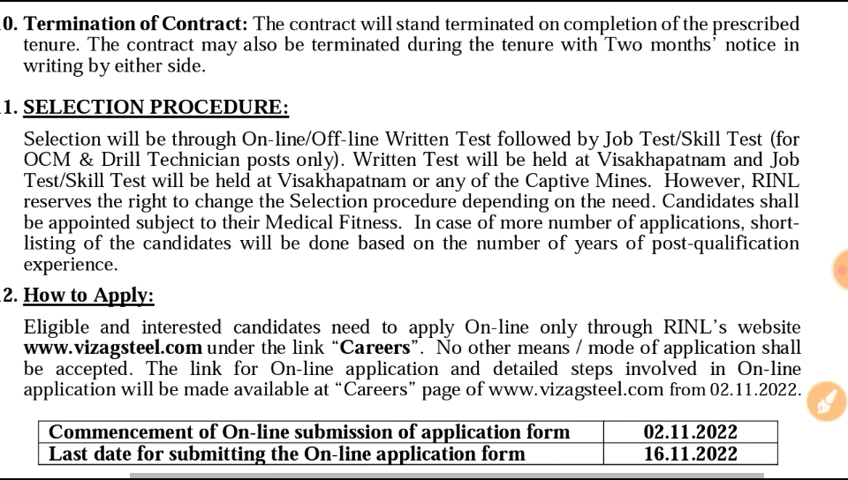 0. Termination of Contract: The contract will stand terminated on completion of the prescribed
tenure. The contract may also be terminated during the tenure with Two months’ notice in
writing by either side.
1. SELECTION PROCEDURE:
Selection will be through On-line/Off-line Written Test followed by Job Test/Skill Test (for
OCM & Drill Technician posts only). Written Test will be held at Visakhapatnam and Job
Test/Skill Test will be held at Visakhapatnam or any of the Captive Mines. However, RINL
reserves the right to change the Selection procedure depending on the need. Candidates shall
be appointed subject to their Medical Fitness. In case of more number of applications, short-
listing of the candidates will be done based on the number of years of post-qualification
experience.
2. How to Apply:
Eligible and interested candidates need to apply On-line only through RINL’s website
www.vizagsteel.com under the link “Careers”. No other means / mode of application shall
be accepted. The link for On-line application and detailed steps involved in On-line
application will be made available at “Careers” page of www.vizagsteel.com from 02.11.2022.
Commencement of On-line submission of application form 02.11.2022
Last date for submitting the On-line application form 16.11.2022